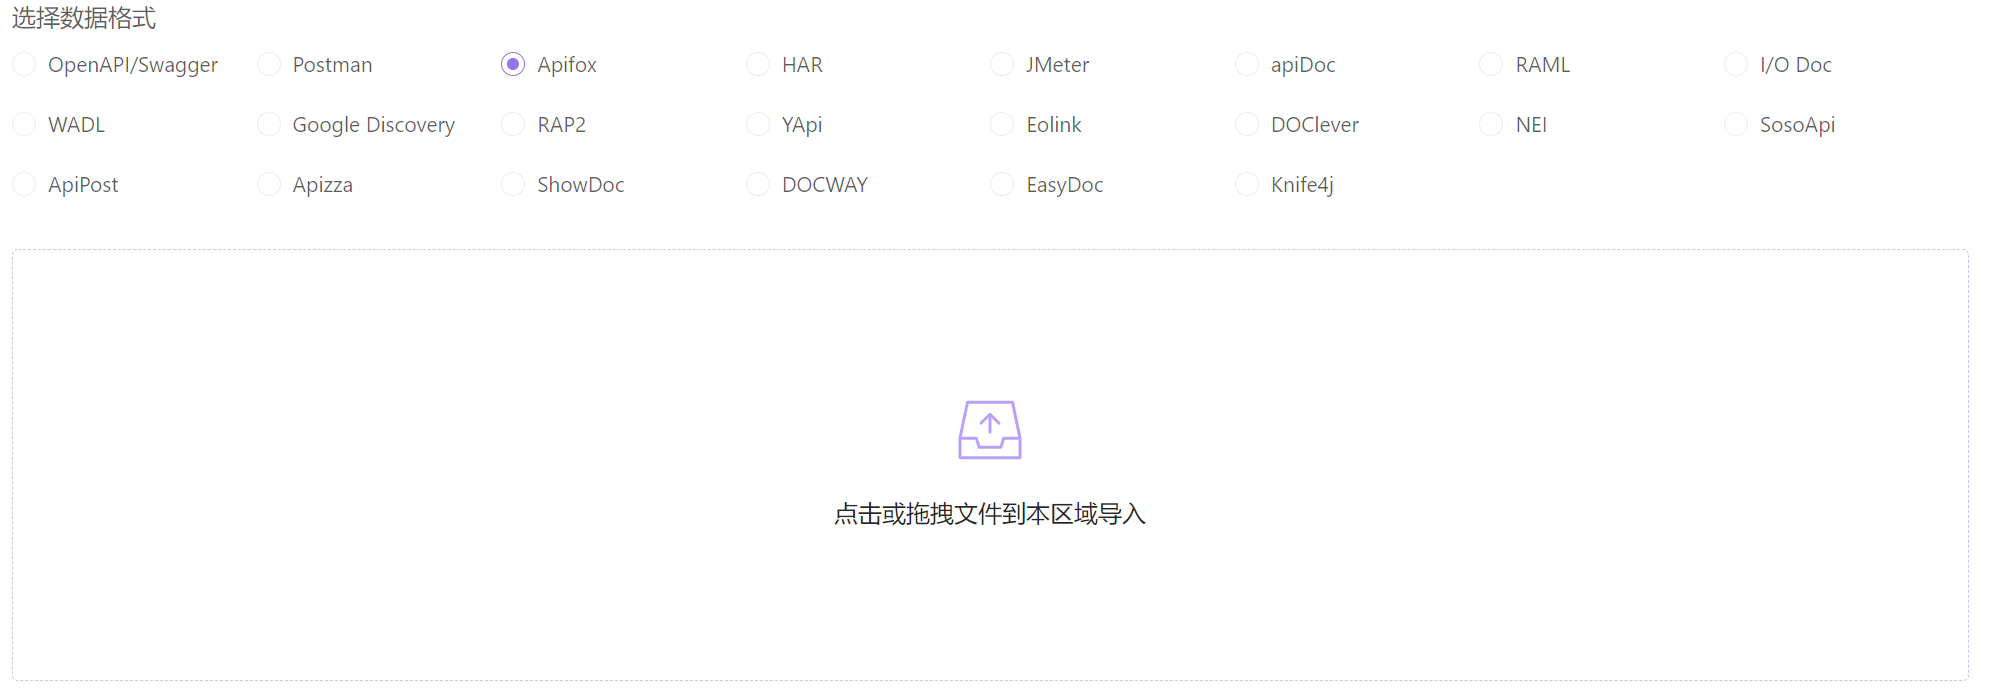 选择数据格式
OpenAPI/Swagger Postman Apifox HAR JMeter apiDoc RAML I/O Doc
WADL Google Discovery RAP2 YApi Eolink DOClever NEI SosoApi
ApiPost Apizza ShowDoc DOCWAY EasyDoc Knife4j
点击或拖拽文件到本区域导入